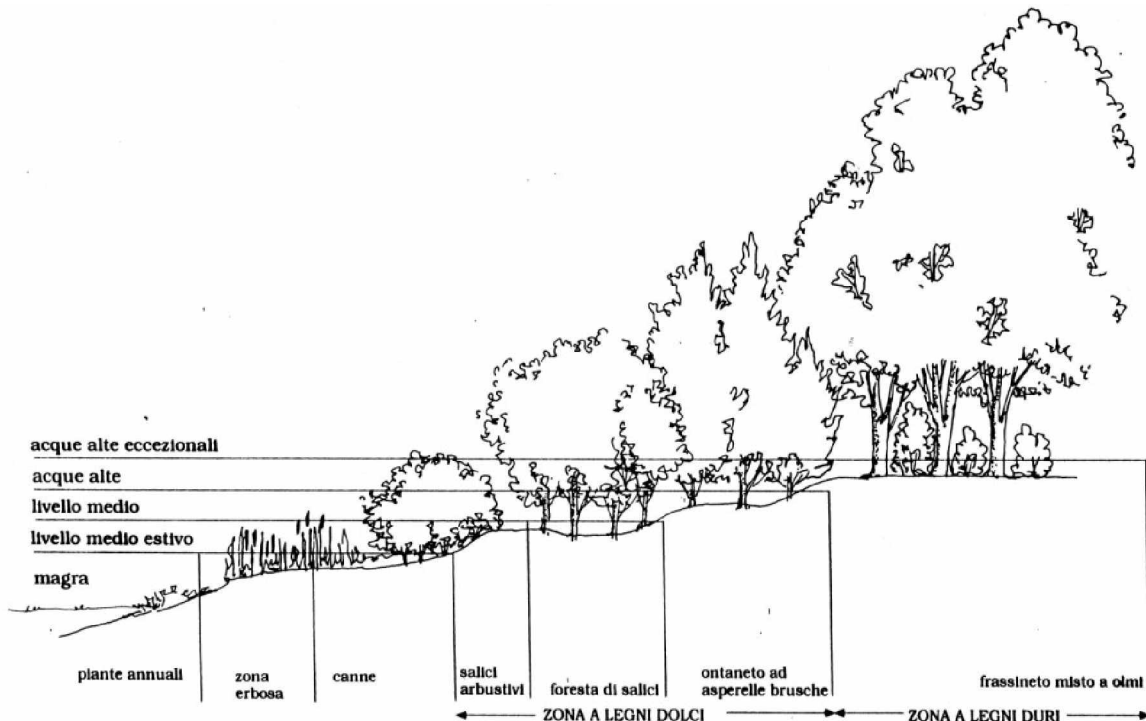 acque alte eccezionali
acque alte
livello medio
livello medio estivo
magra
piante annuali
zona
erbosa
canne
salici
arbustivi
foresta di salici
ontaneto ad
asperelle brusche
frassineto misto a olmi
ZONA A LEGNI DOLCI
ZONA A LEGNI DURI